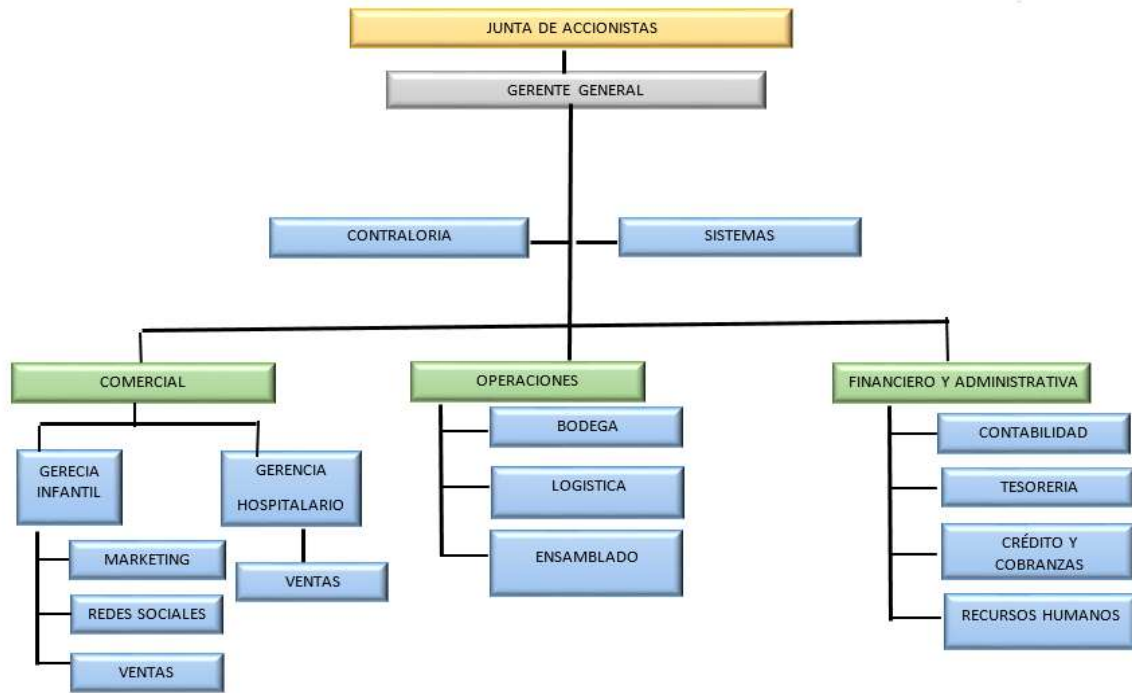 JUNTA DE ACCIONISTAS
GERENTE GENERAL
CONTRALORIA
SISTEMAS
COMERCIAL
OPERACIONES
FINANCIERO Y ADMINISTRATIVA
GERECIA
INFANTIL
GERENCIA
HOSPITALARIO
MARKETING
REDES SOCIALES
VENTAS
VENTAS
BODEGA
LOGISTICA
ENSAMBLADO
CONTABILIDAD
TESORERIA
CRÉDITO Y
COBRANZAS
RECURSOS HUMANOS